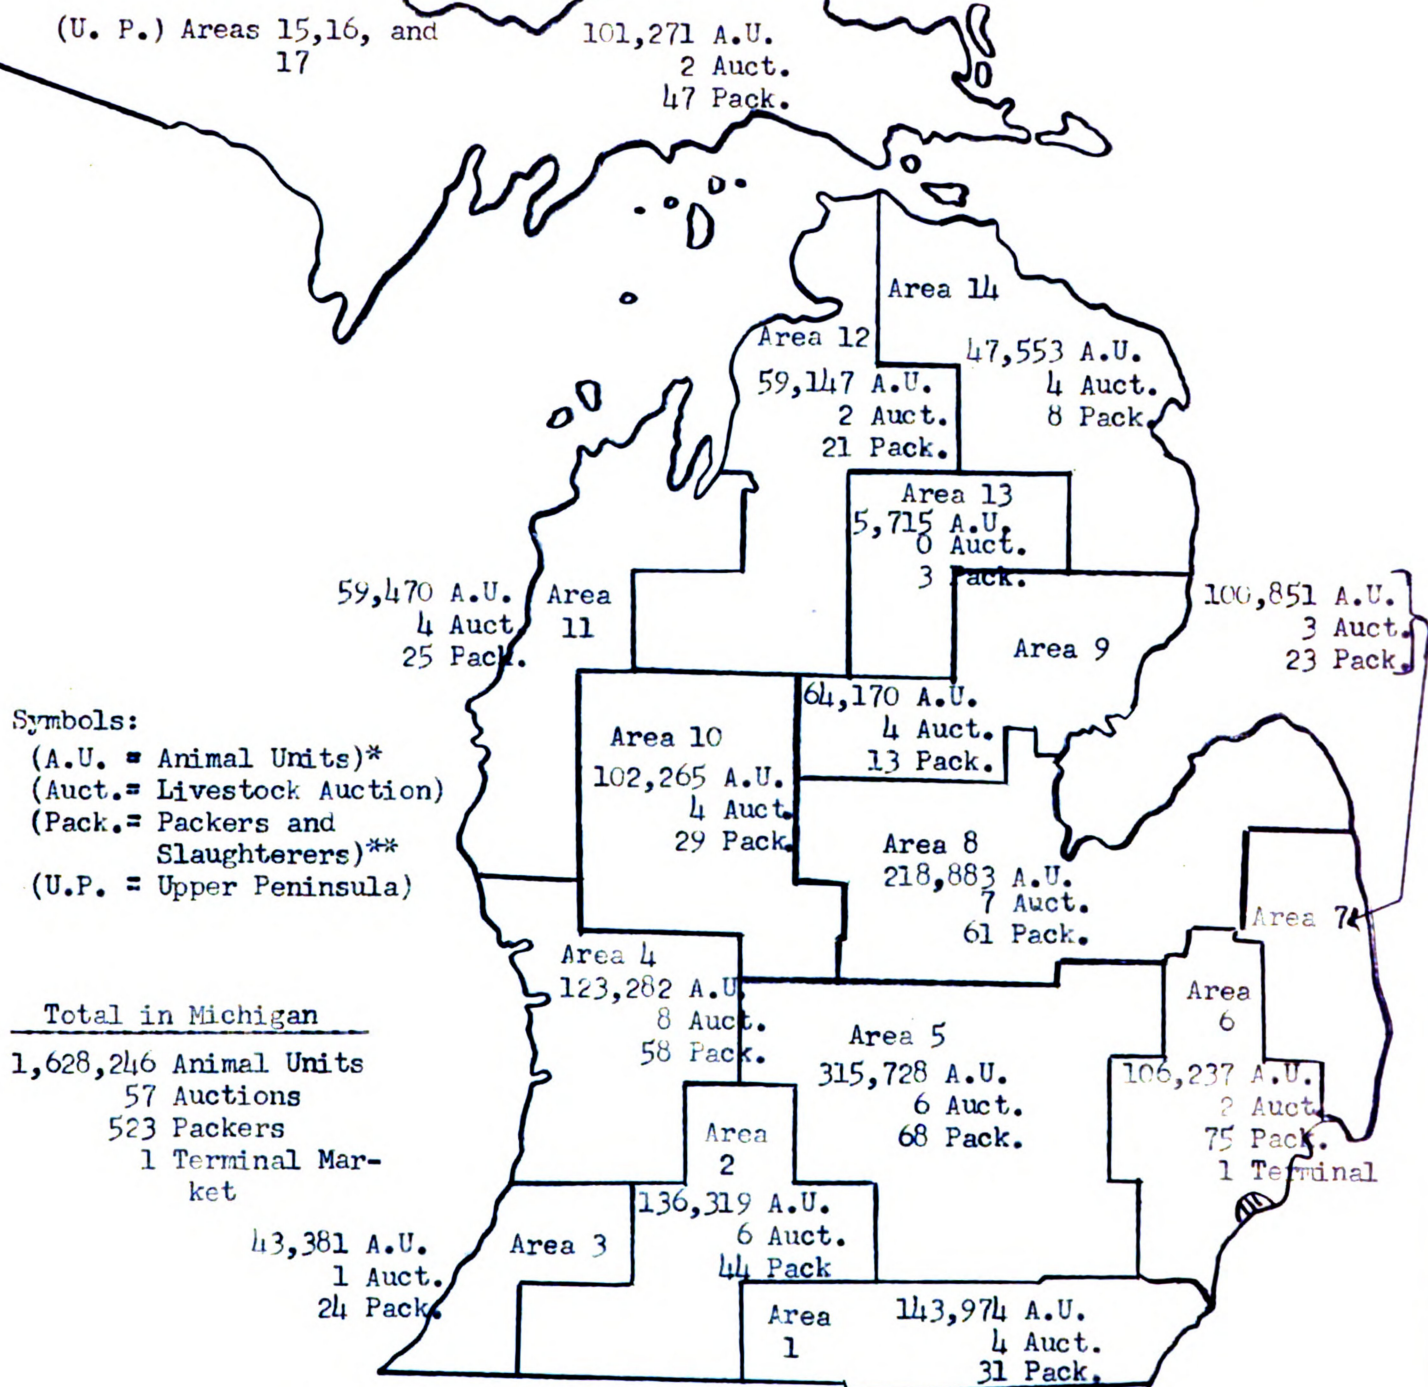 (U. P.) Areas 15,16, and
17
101,271 A.U.
2 Auct.
47 Pack.
Area 14
47,553 A.U.
4 Auct.
8 Pack.
Area 12
59,147 A.U.
2 Auct.
21 Pack.
Area 13
5,715 A.U.
0 Auct.
3 Pack.
59,470 A.U.
4 Auct.
25 Pack.
Area
11
100,851 A.U.
3 Auct.
23 Pack.
Area 9
64,170 A.U.
4 Auct.
13 Pack.
Symbols:
(A.U. = Animal Units)*
(Auct.= Livestock Auction)
(Pack.= Packers and
Slaughterers)**
(U.P. = Upper Peninsula)
Area 10
102,265 A.U.
4 Auct.
29 Pack.
Area 8
218,883 A.U.
7 Auct.
61 Pack.
Area 7
Area 4
123,282 A.U.
8 Auct.
58 Pack.
Area
6
106,237 A.U.
2 Auct.
75 Pack.
1 Terminal
Area 5
315,728 A.U.
6 Auct.
68 Pack.
Total in Michigan
1,628,246 Animal Units
57 Auctions
523 Packers
1 Terminal Mar-
ket
Area
2
136,319 A.U.
6 Auct.
44 Pack
43,381 A.U.
1 Auct.
24 Pack.
Area 3
Area
1
143,974 A.U.
4 Auct.
31 Pack.